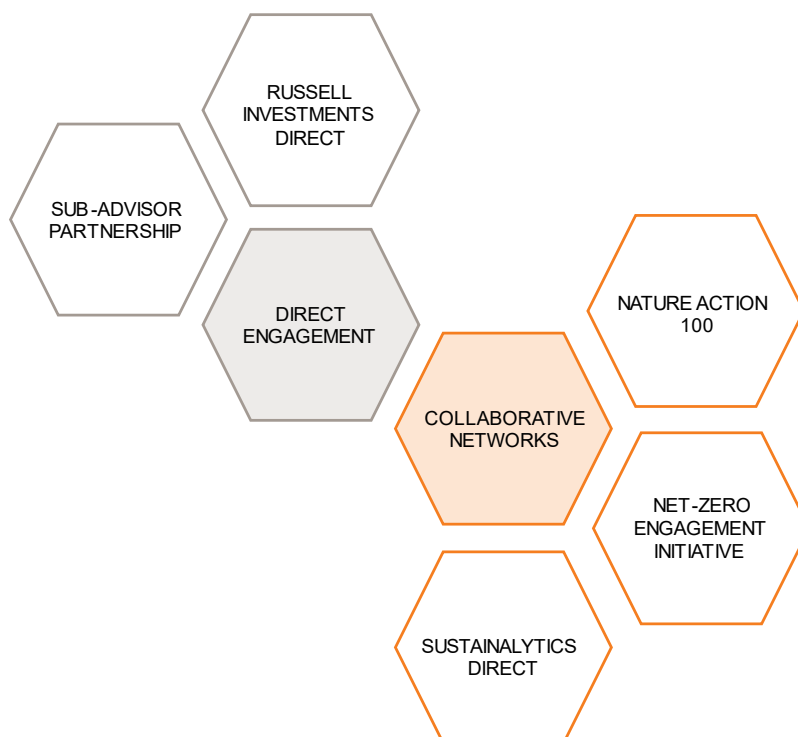 RUSSELL
INVESTMENTS
DIRECT
SUB-ADVISOR
PARTNERSHIP
DIRECT
ENGAGEMENT
NATURE ACTION
100
COLLABORATIVE
NETWORKS
NET-ZERO
ENGAGEMENT
INITIATIVE
SUSTAINALYTICS
DIRECT